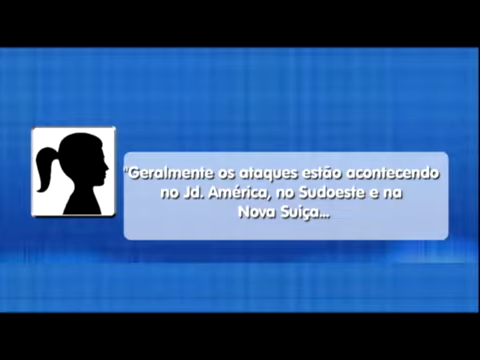 "Geralmente os ataques estão acontecendo
no Jd. América, no Sudoeste e na
Nova Suiça...